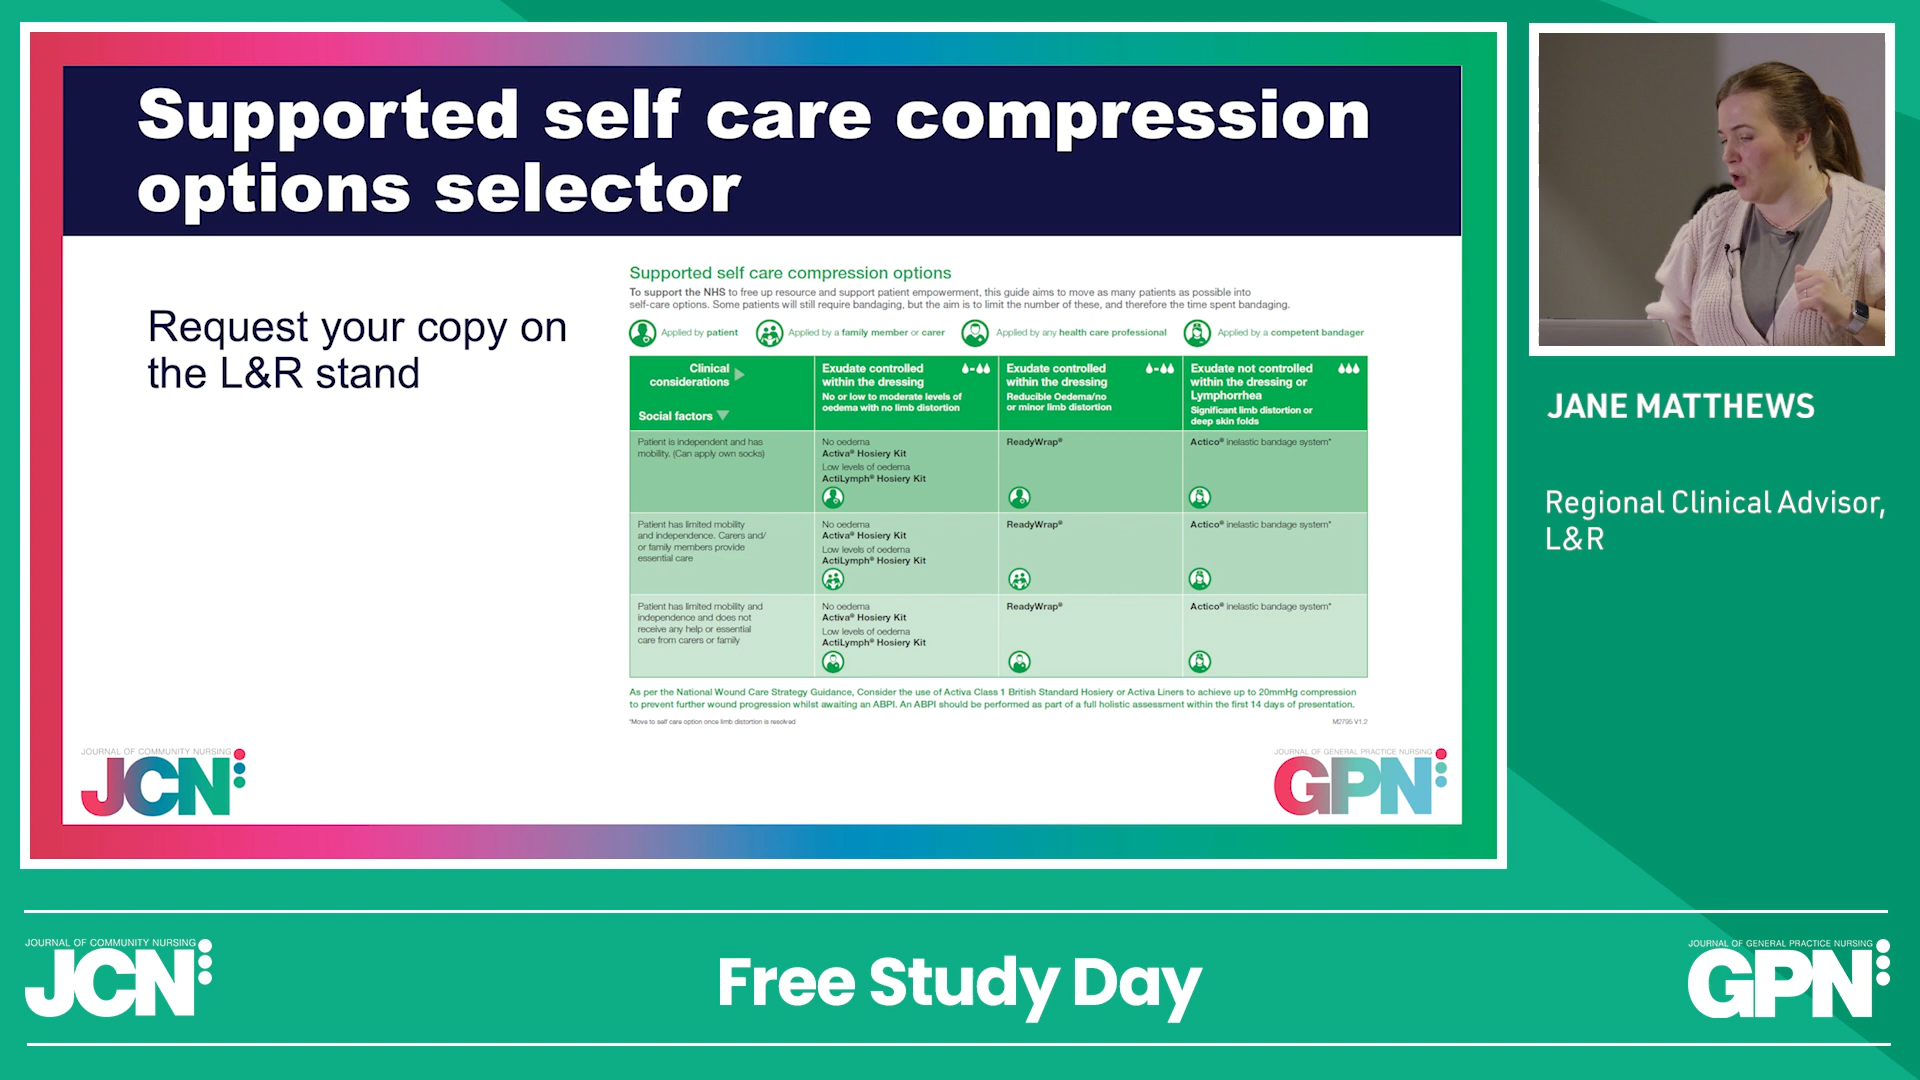 Supported self care compression
options selector
Request your copy on
the L&R stand
Supported self care compression options
To support the NHS to free up resource and support patient empowerment, this guide aims to move as many patients as possible into
self-care options. Some patients will still require bandaging, but the aim is to limit the number of these, and therefore the time spent bandaging.
Applied by patient
Applied by a family member or carer
Applied by any health care professional
Applied by a competent bandager
Clinical
considerations
Social factors
Exudate controlled
within the dressing
No or low to moderate levels of
oedema with no limb distortion
Exudate controlled
within the dressing
Reducible Oedema/no
or minor limb distortion
Exudate not controlled
within the dressing or
Lymphorrhea
Significant limb distortion or
deep skin folds
Patient is independent and has
mobility. (Can apply own socks)
No oedema
Activa® Hosiery Kit
Low levels of oedema
ActiLymph® Hosiery Kit
ReadyWrap®
Actico® inelastic bandage system*
Patient has limited mobility
and independence. Carers and/
or family members provide
essential care
No oedema
Activa® Hosiery Kit
Low levels of oedema
ActiLymph® Hosiery Kit
ReadyWrap®
Actico® inelastic bandage system*
Patient has limited mobility and
independence and does not
receive any help or essential
care from carers or family
No oedema
Activa® Hosiery Kit
Low levels of oedema
ActiLymph® Hosiery Kit
ReadyWrap®
Actico® inelastic bandage system*
As per the National Wound Care Strategy Guidance, Consider the use of Activa Class 1 British Standard Hosiery or Activa Liners to achieve up to 20mmHg compression
to prevent further wound progression whilst awaiting an ABPI. An ABPI should be performed as part of a full holistic assessment within the first 14 days of presentation.
*Move to self care option once limb distortion is resolved
M2795 V1.2
JOURNAL OF COMMUNITY NURSING
JCN
JOURNAL OF GENERAL PRACTICE NURSING
GPN
JANE MATTHEWS
Regional Clinical Advisor,
L&R
JOURNAL OF COMMUNITY NURSING
JCN
Free Study Day
JOURNAL OF GENERAL PRACTICE NURSING
GPN